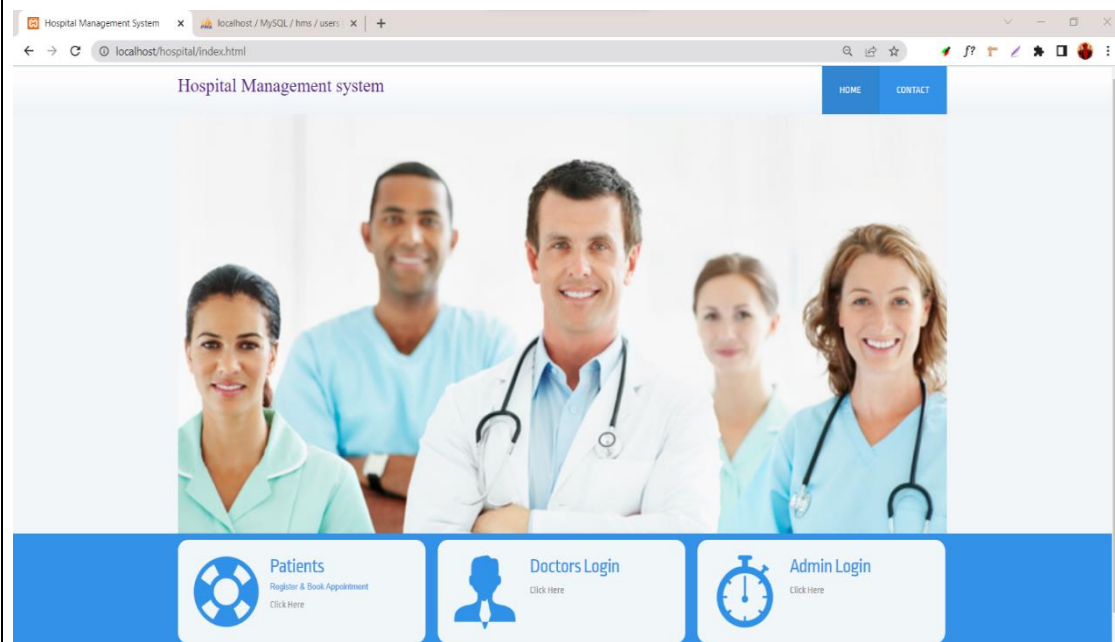 Hospital Management System
localhost / MySQL / hms / users
localhost/hospital/index.html
Hospital Management system
HOME
CONTACT
Patients
Register & Book Appointment
Click Here
Doctors Login
Click Here
Admin Login
Click Here